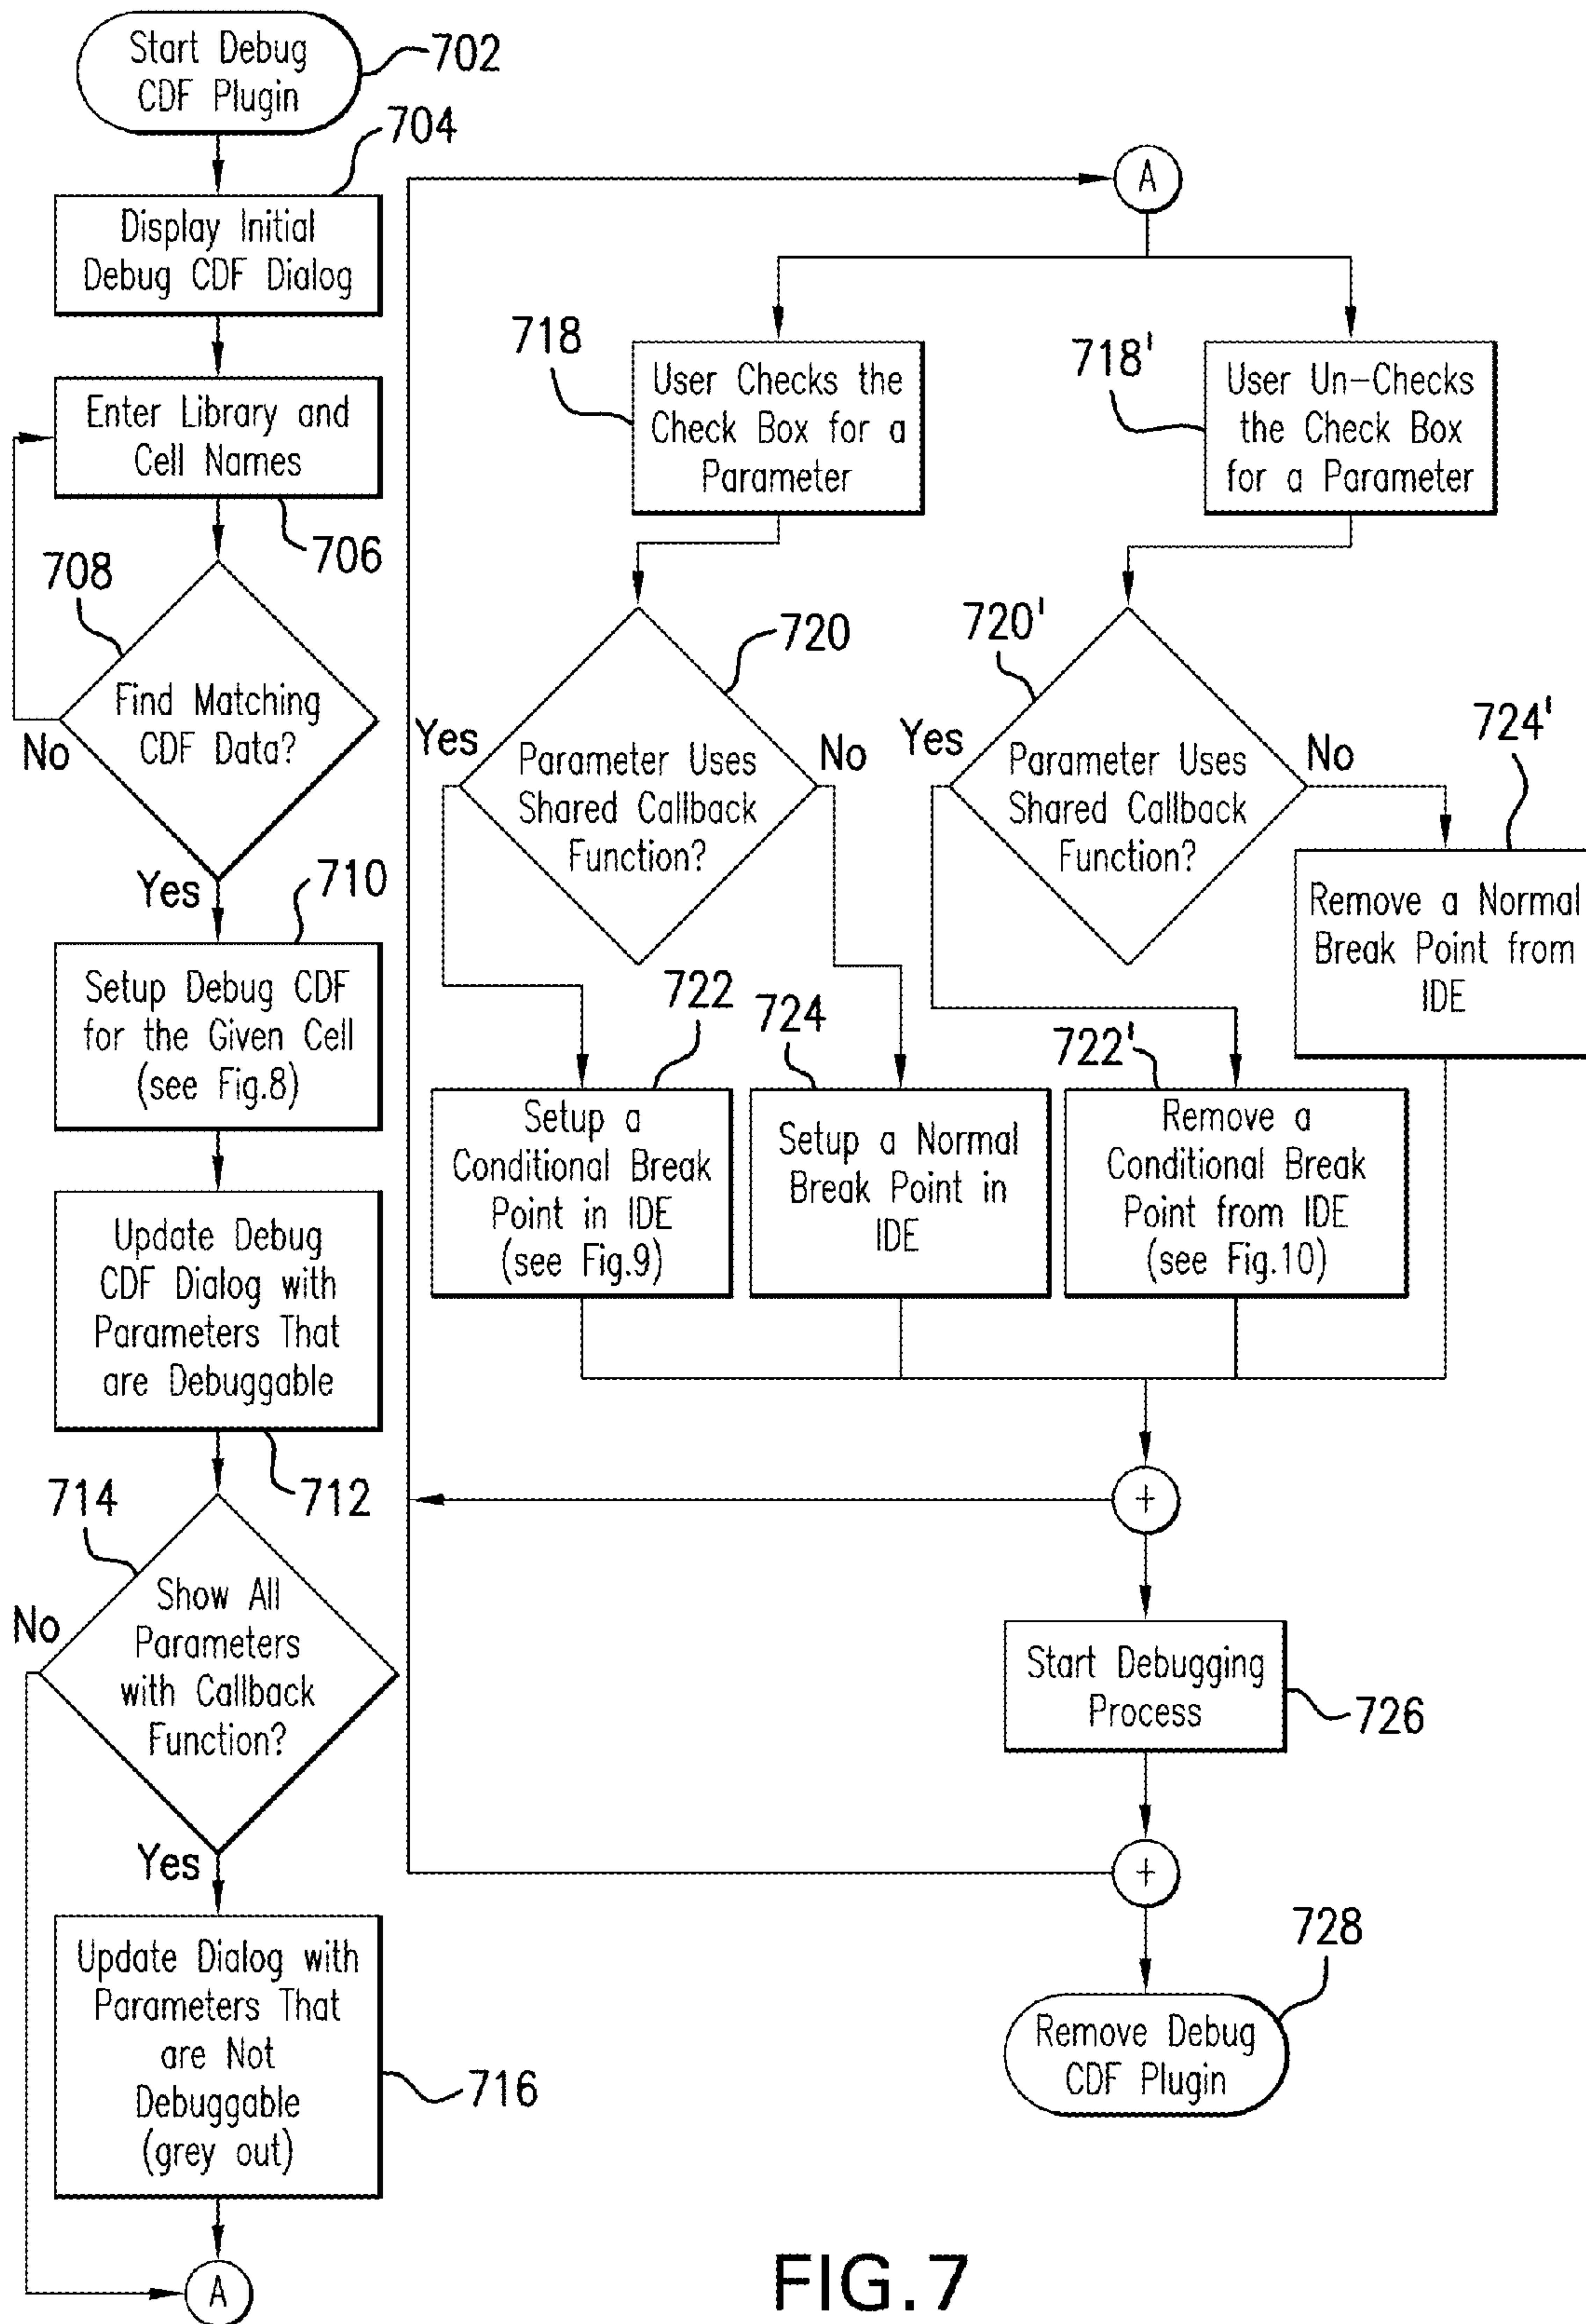 Start Debug
CDF Plugin
702
704
Display Initial
Debug CDF Dialog
Enter Library and
Cell Names
706
708
Find Matching
CDF Data?
No
Yes
710
Setup Debug CDF
for the Given Cell
(see Fig.8)
Update Debug
CDF Dialog with
Parameters That
are Debuggable
712
714
Show All
Parameters
with Callback
Function?
No
Yes
Update Dialog with
Parameters That
are Not
Debuggable
(grey out)
716
A
A
718
User Checks the
Check Box for a
Parameter
718'
User Un-Checks
the Check Box
for a Parameter
720
Parameter Uses
Shared Callback
Function?
Yes
No
720'
Parameter Uses
Shared Callback
Function?
Yes
No
724'
Remove a Normal
Break Point from
IDE
722
Setup a
Conditional Break
Point in IDE
(see Fig.9)
724
Setup a Normal
Break Point in
IDE
722'
Remove a
Conditional Break
Point from IDE
(see Fig.10)
+
Start Debugging
Process
726
+
728
Remove Debug
CDF Plugin
FIG.7